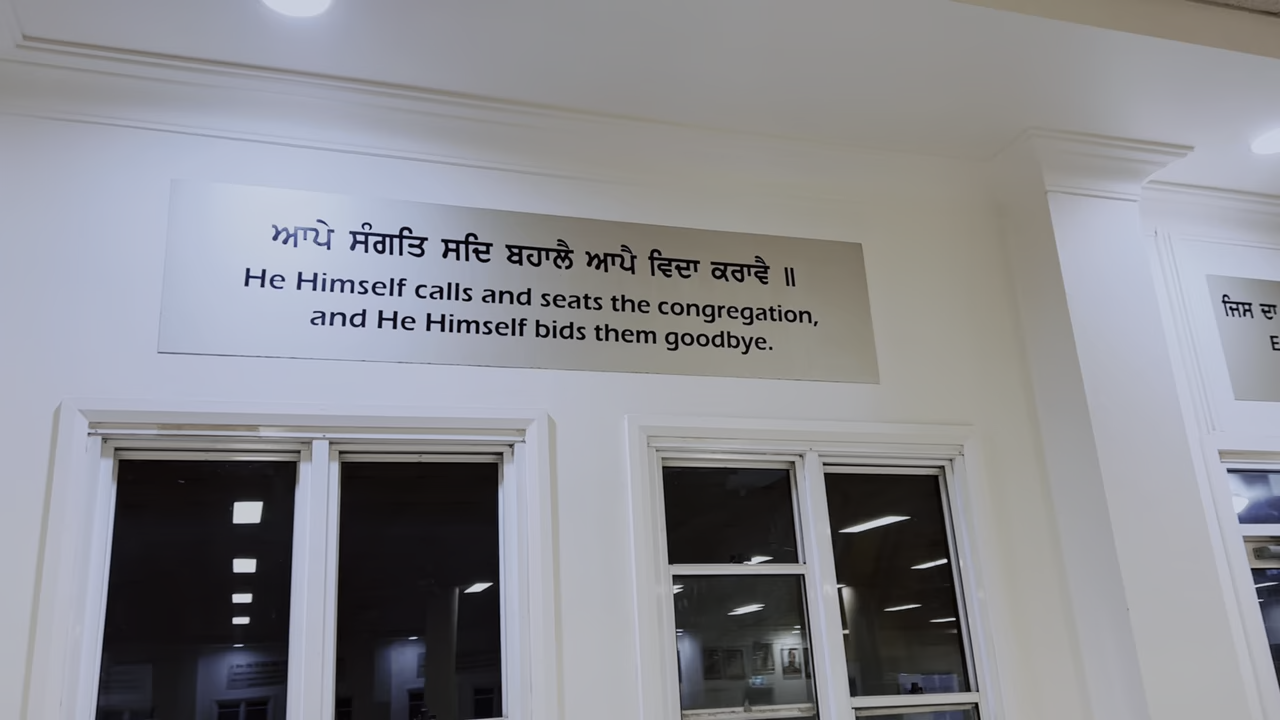 ਆਪੇ ਸੰਗਤਿ ਸਦਿ ਬਹਾਲੈ ਆਪੈ ਵਿਦਾ ਕਰਾਵੈ ॥
He Himself calls and seats the congregation,
and He Himself bids them goodbye.
ਜਿਸ ਦਾ
E